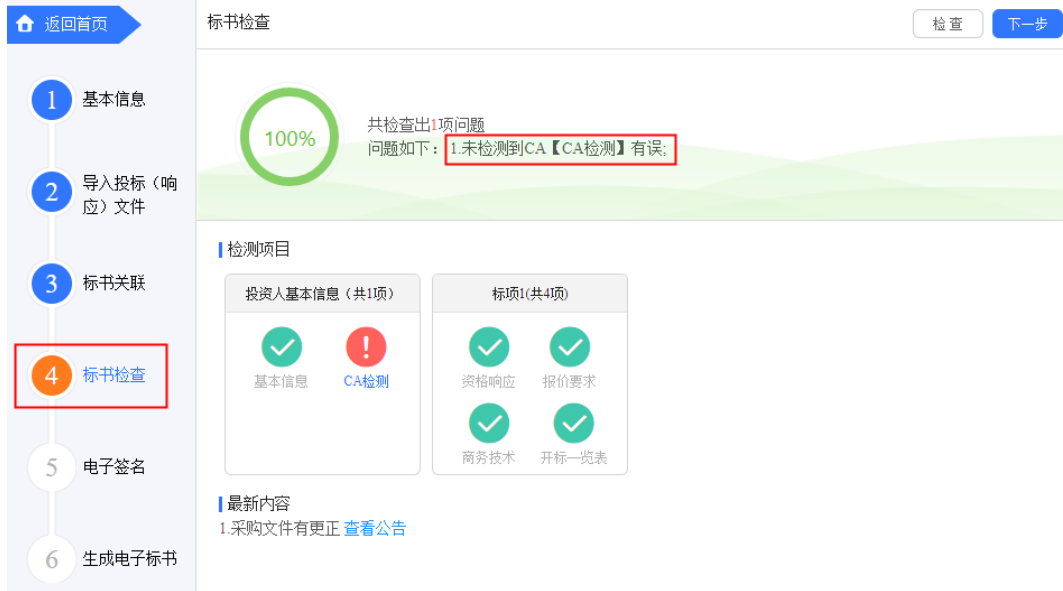 返回首页
标书检查
检查
下一步
1
基本信息
2
导入投标（响
应）文件
3
标书关联
4
标书检查
5
电子签名
6
生成电子标书
100%
共检查出1项问题
问题如下：1.未检测到CA【CA检测】有误;
检测项目
投资人基本信息（共1项）
基本信息
CA检测
标项1(共4项)
资格响应
报价要求
商务技术
开标一览表
最新内容
1.采购文件有更正 查看公告